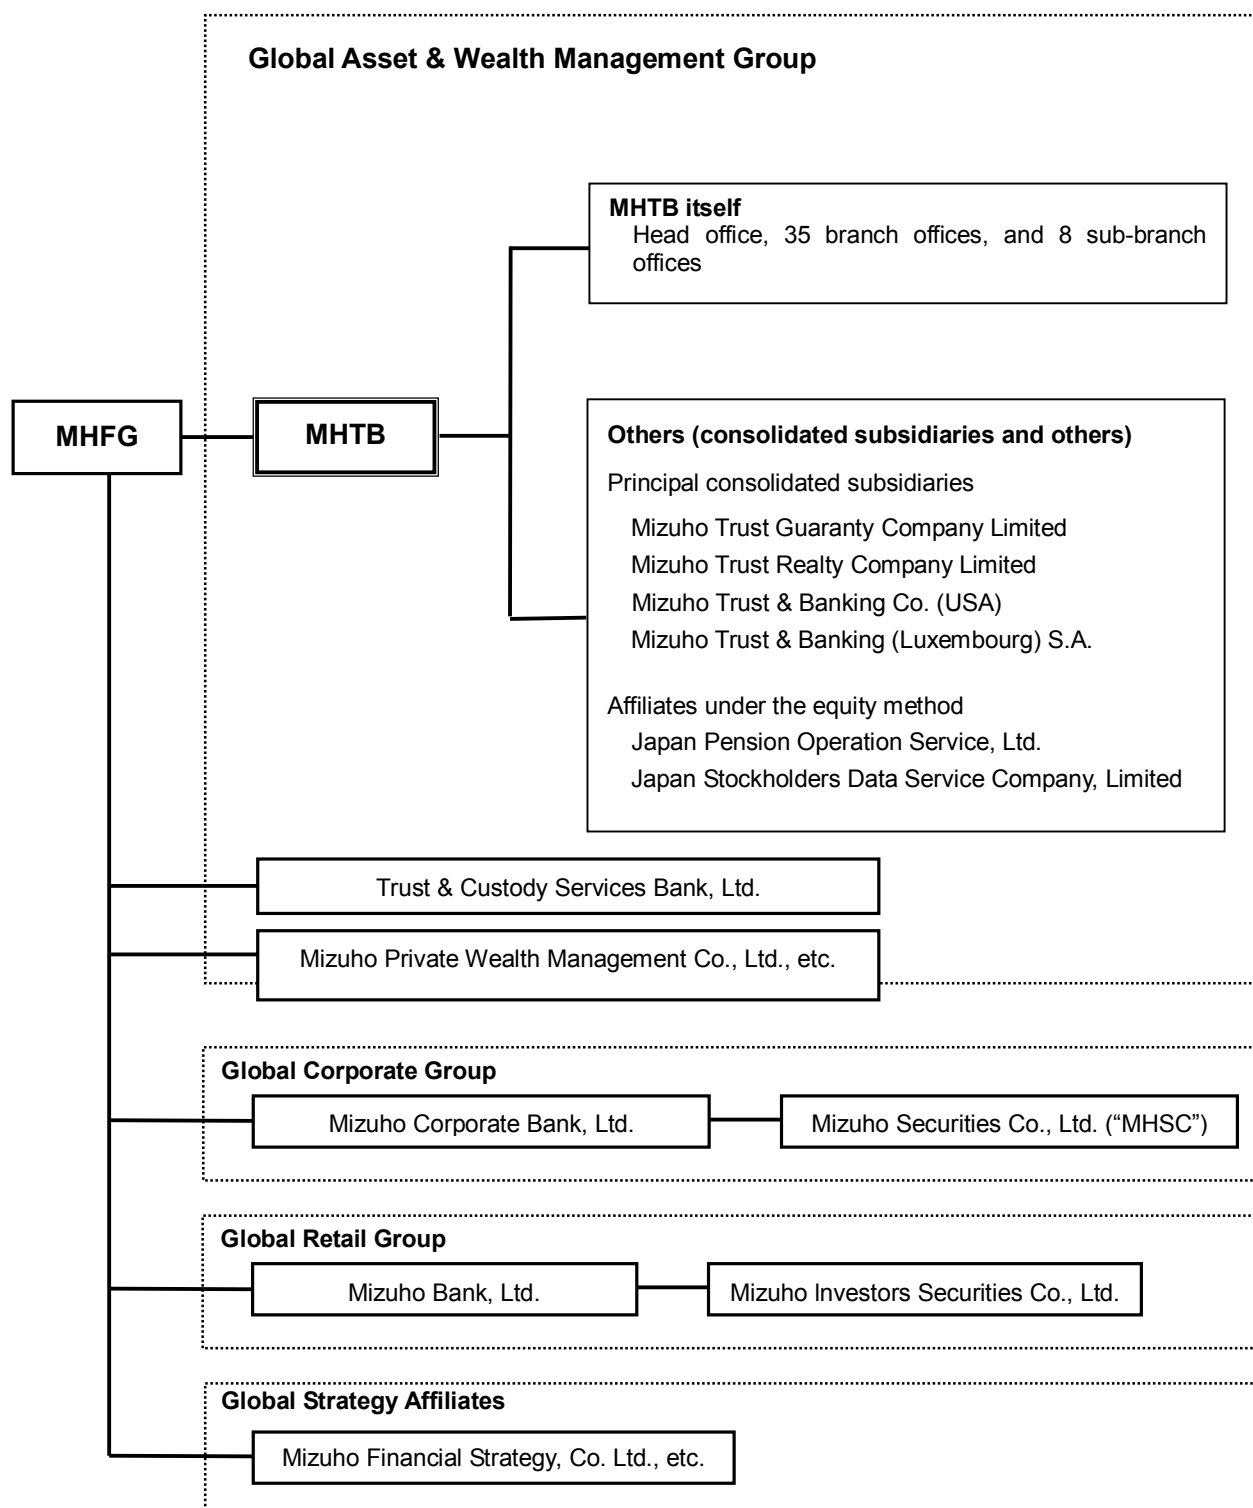 Global Asset & Wealth Management Group
MHTB itself
Head office, 35 branch offices, and 8 sub-branch
offices
MHFG
MHTB
Others (consolidated subsidiaries and others)
Principal consolidated subsidiaries
Mizuho Trust Guaranty Company Limited
Mizuho Trust Realty Company Limited
Mizuho Trust & Banking Co. (USA)
Mizuho Trust & Banking (Luxembourg) S.A.
Affiliates under the equity method
Japan Pension Operation Service, Ltd.
Japan Stockholders Data Service Company, Limited
Trust & Custody Services Bank, Ltd.
Mizuho Private Wealth Management Co., Ltd., etc.
Global Corporate Group
Mizuho Corporate Bank, Ltd.
Mizuho Securities Co., Ltd. (“MHSC”)
Global Retail Group
Mizuho Bank, Ltd.
Mizuho Investors Securities Co., Ltd.
Global Strategy Affiliates
Mizuho Financial Strategy, Co. Ltd., etc.